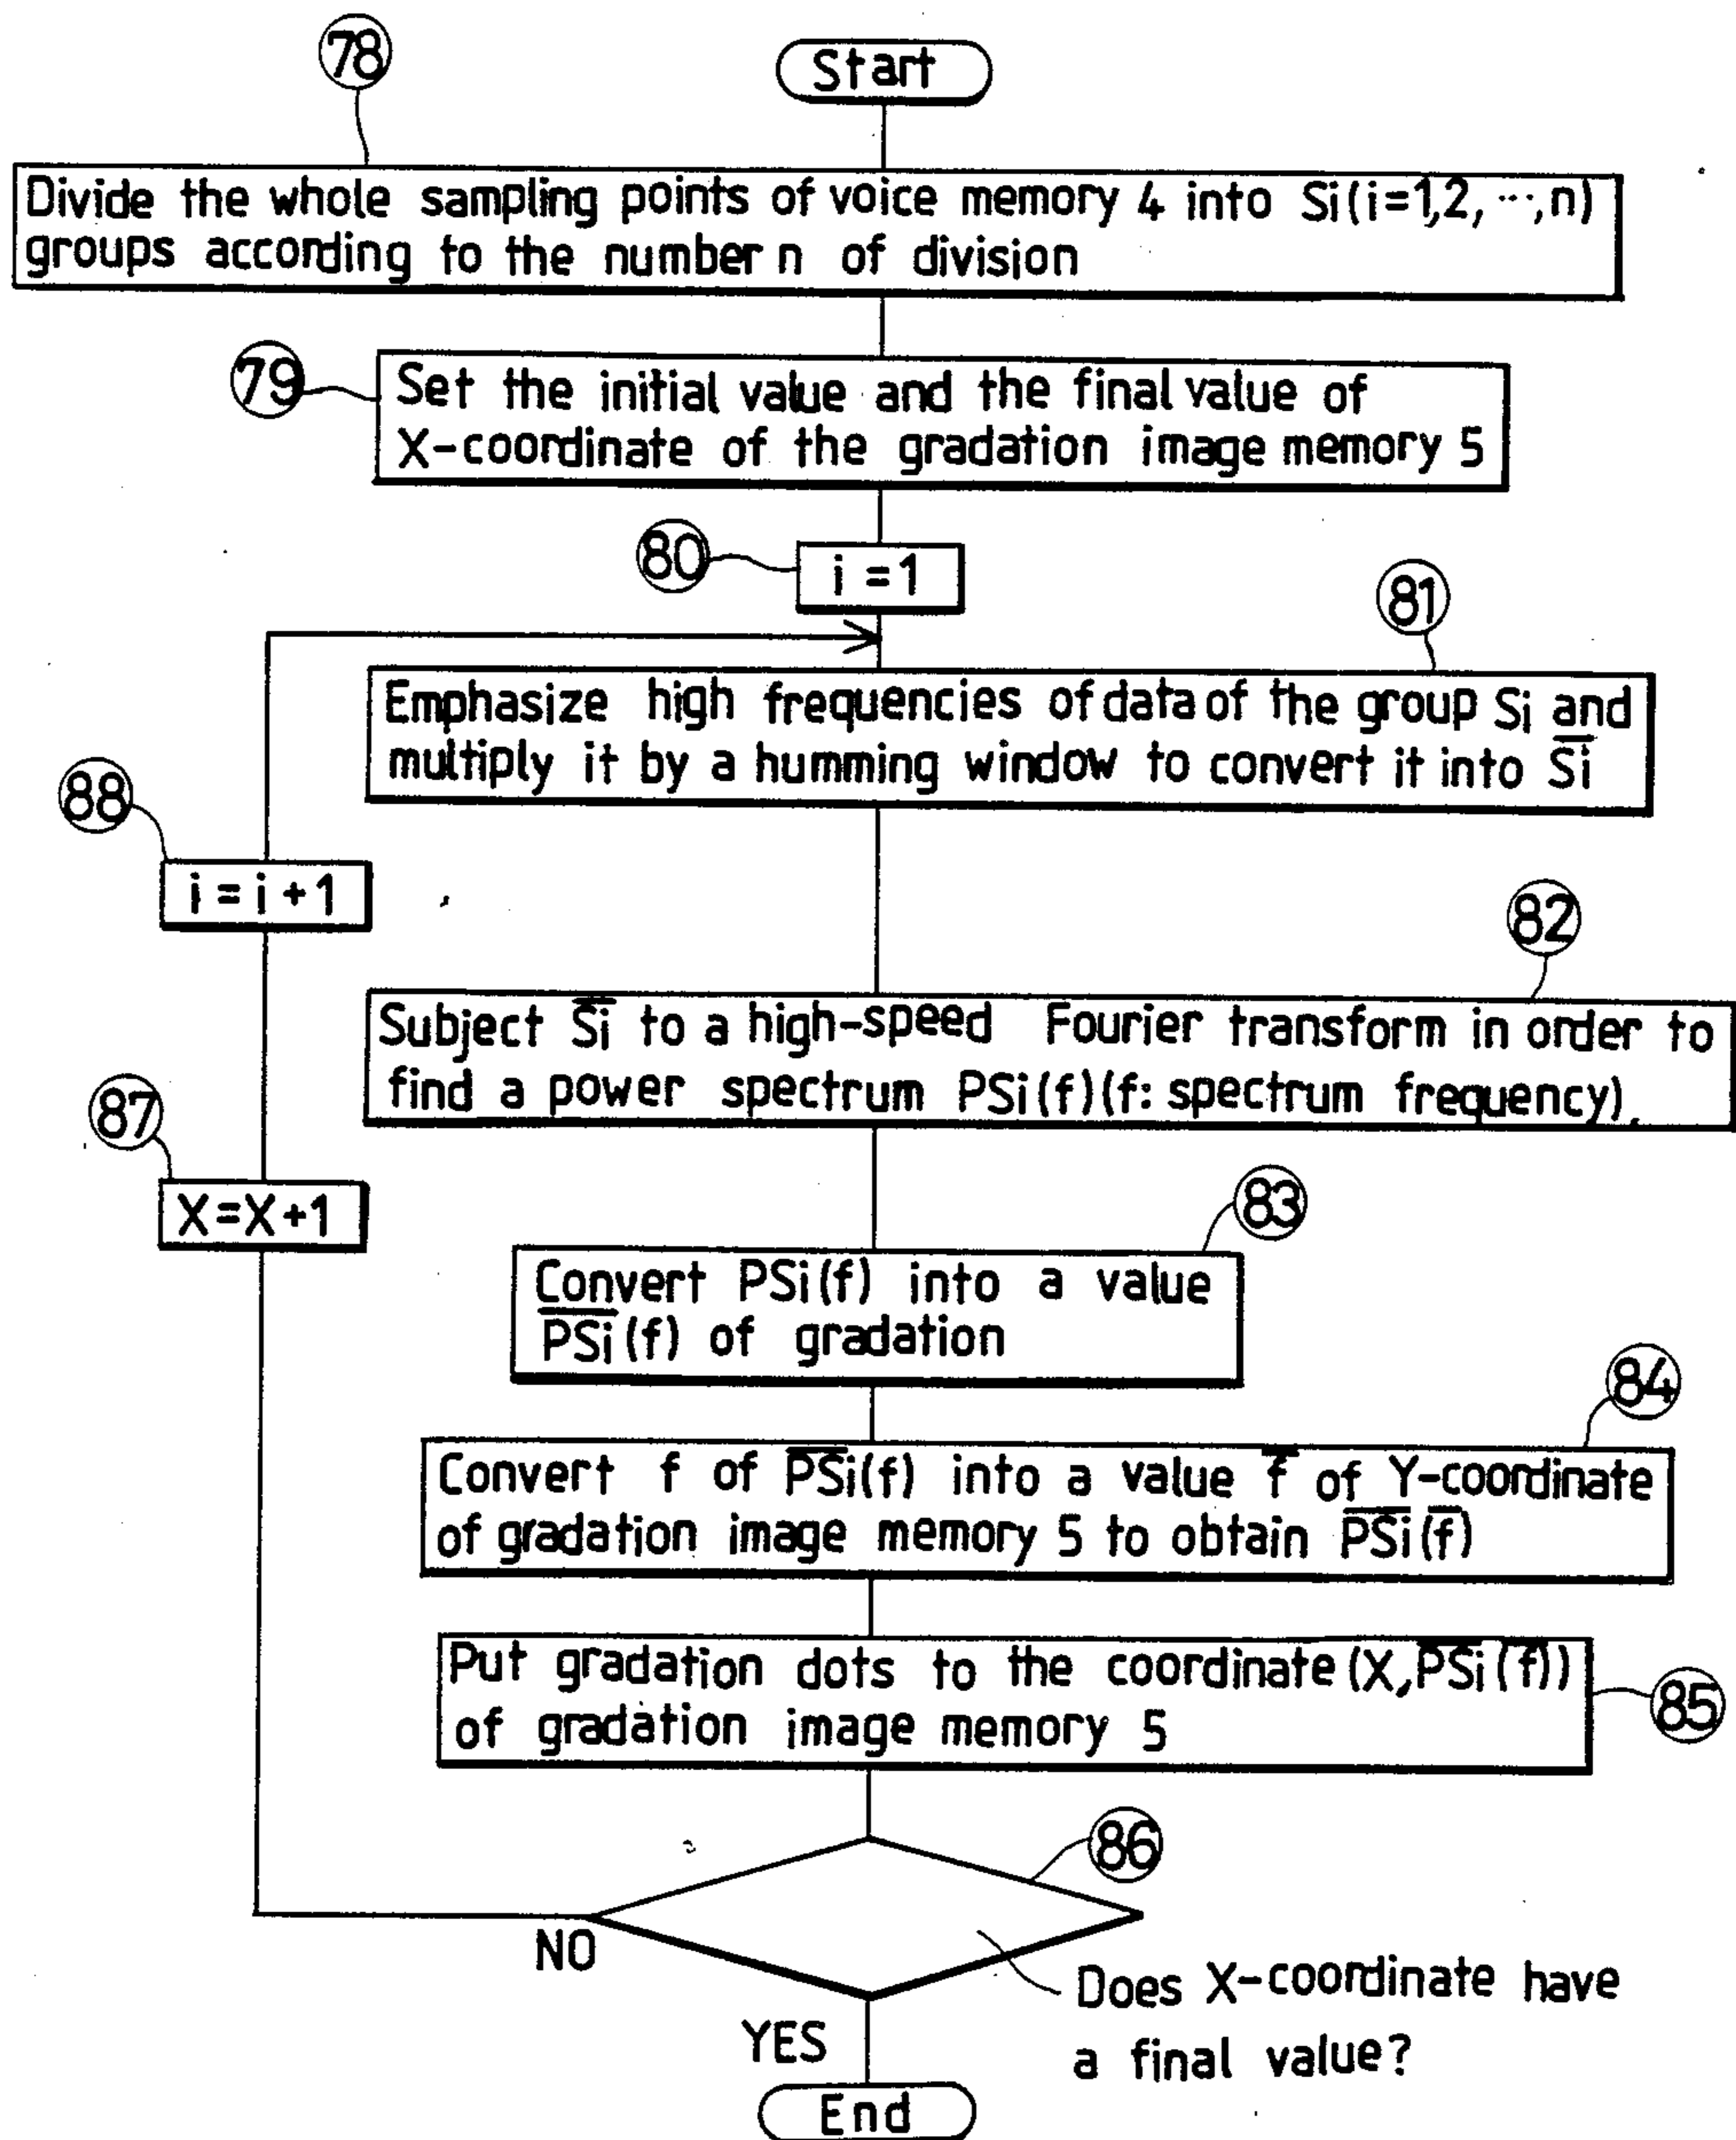 78
Start
Divide the whole sampling points of voice memory 4 into Si(i=1,2, ···, n)
groups according to the number n of division
79
Set the initial value and the final value of
X-coordinate of the gradation image memory 5
80
i = 1
81
Emphasize high frequencies of data of the group Si and
multiply it by a humming window to convert it into S̅i̅
88
i = i + 1
82
Subject S̅i̅ to a high-speed Fourier transform in order to
find a power spectrum PSi(f)(f: spectrum frequency).
87
X=X+1
83
Convert PSi(f) into a value
P̅S̅i̅(f) of gradation
84
Convert f of P̅S̅i̅(f) into a value f̅ of Y-coordinate
of gradation image memory 5 to obtain P̅S̅i̅(f̅)
Put gradation dots to the coordinate (X,P̅S̅i̅(f̅))
of gradation image memory 5
85
86
NO
Does X-coordinate have
a final value?
YES
End